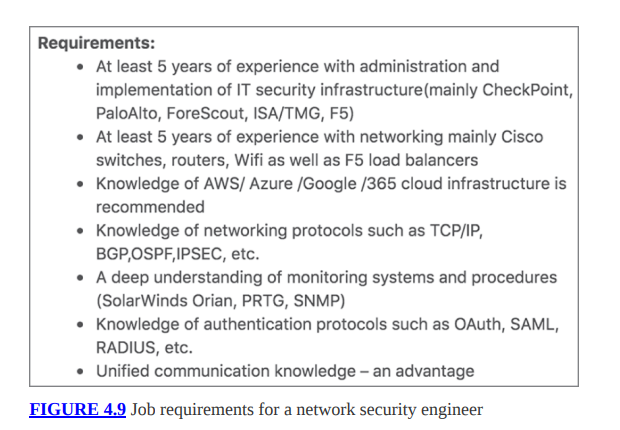 Requirements:
• At least 5 years of experience with administration and
implementation of IT security infrastructure(mainly CheckPoint,
PaloAlto, ForeScout, ISA/TMG, F5)
• At least 5 years of experience with networking mainly Cisco
switches, routers, Wifi as well as F5 load balancers
• Knowledge of AWS/ Azure /Google /365 cloud infrastructure is
recommended
• Knowledge of networking protocols such as TCP/IP,
BGP,OSPF,IPSEC, etc.
• A deep understanding of monitoring systems and procedures
(SolarWinds Orian, PRTG, SNMP)
• Knowledge of authentication protocols such as OAuth, SAML,
RADIUS, etc.
• Unified communication knowledge – an advantage
FIGURE 4.9 Job requirements for a network security engineer